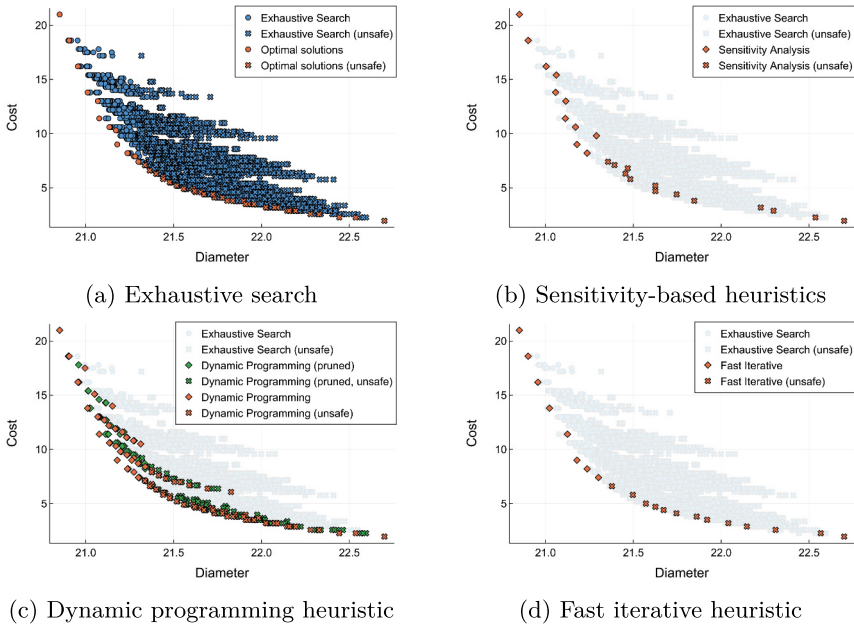 20
15
10
5
Cost
21.0 21.5 22.0 22.5
Diameter
Exhaustive Search
Exhaustive Search (unsafe)
Optimal solutions
Optimal solutions (unsafe)
(a) Exhaustive search
20
15
10
5
Cost
21.0 21.5 22.0 22.5
Diameter
Exhaustive Search
Exhaustive Search (unsafe)
Sensitivity Analysis
Sensitivity Analysis (unsafe)
(b) Sensitivity-based heuristics
20
15
10
5
Cost
21.0 21.5 22.0 22.5
Diameter
Exhaustive Search
Exhaustive Search (unsafe)
Dynamic Programming (pruned)
Dynamic Programming (pruned, unsafe)
Dynamic Programming
Dynamic Programming (unsafe)
(c) Dynamic programming heuristic
20
15
10
5
Cost
21.0 21.5 22.0 22.5
Diameter
Exhaustive Search
Exhaustive Search (unsafe)
Fast Iterative
Fast Iterative (unsafe)
(d) Fast iterative heuristic